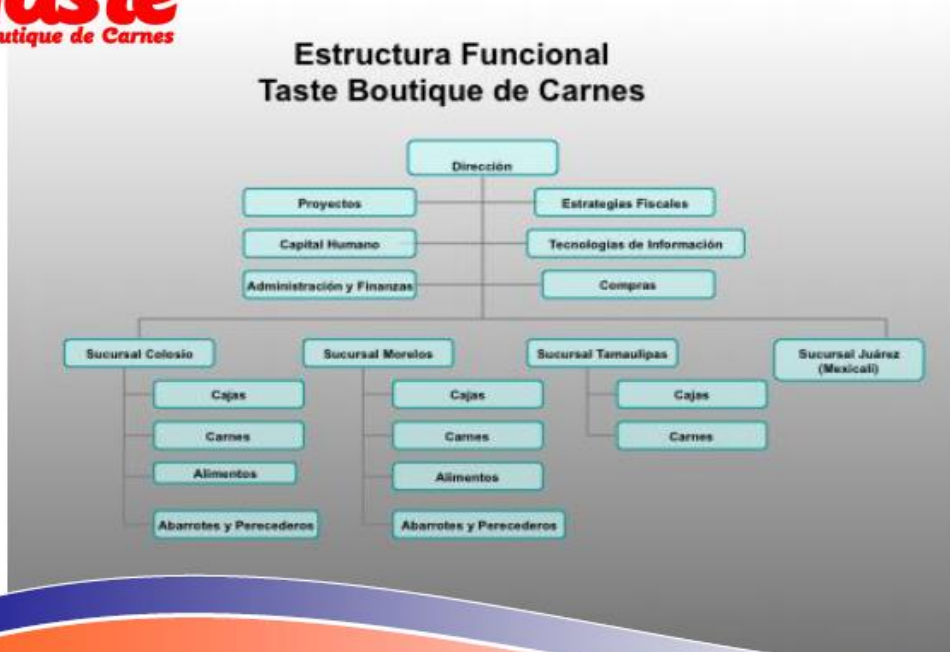 Taste
outique de Carnes
Estructura Funcional
Taste Boutique de Carnes
Dirección
Proyectos
Estrategias Fiscales
Capital Humano
Tecnologías de Información
Administración y Finanzas
Compras
Sucursal Colosio
Sucursal Morelos
Sucursal Tamaulipas
Sucursal Juárez
(Mexicali)
Cajas
Cajas
Cajas
Carnes
Carnes
Carnes
Alimentos
Alimentos
Abarrotes y Perecederos
Abarrotes y Perecederos